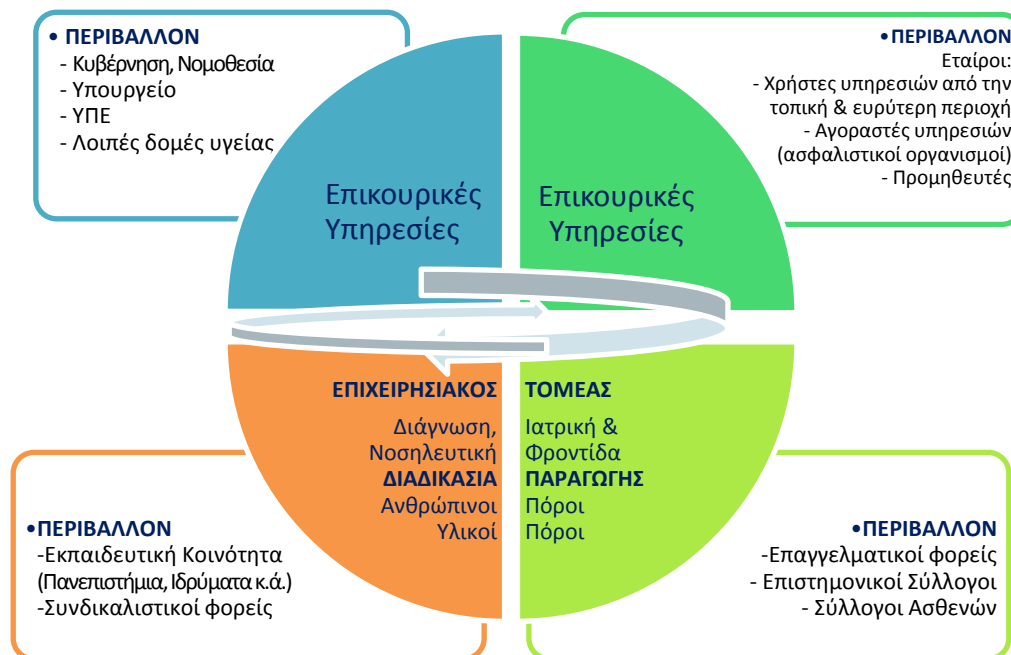 • ΠΕΡΙΒΑΛΛΟΝ
- Κυβέρνηση, Νομοθεσία
- Υπουργείο
- ΥΠΕ
- Λοιπές δομές υγείας
•ΠΕΡΙΒΑΛΛΟΝ
Εταίροι:
- Χρήστες υπηρεσιών από την
τοπική & ευρύτερη περιοχή
- Αγοραστές υπηρεσιών
(ασφαλιστικοί οργανισμοί)
- Προμηθευτές
Επικουρικές
Υπηρεσίες
Επικουρικές
Υπηρεσίες
ΕΠΙΧΕΙΡΗΣΙΑΚΟΣ
Διάγνωση,
Νοσηλευτική
ΔΙΑΔΙΚΑΣΙΑ
Ανθρώπινοι
Υλικοί
ΤΟΜΕΑΣ
Ιατρική &
Φροντίδα
ΠΑΡΑΓΩΓΗΣ
Πόροι
Πόροι
•ΠΕΡΙΒΑΛΛΟΝ
-Εκπαιδευτική Κοινότητα
(Πανεπιστήμια, Ιδρύματα κ.ά.)
-Συνδικαλιστικοί φορείς
•ΠΕΡΙΒΑΛΛΟΝ
-Επαγγελματικοί φορείς
- Επιστημονικοί Σύλλογοι
- Σύλλογοι Ασθενών